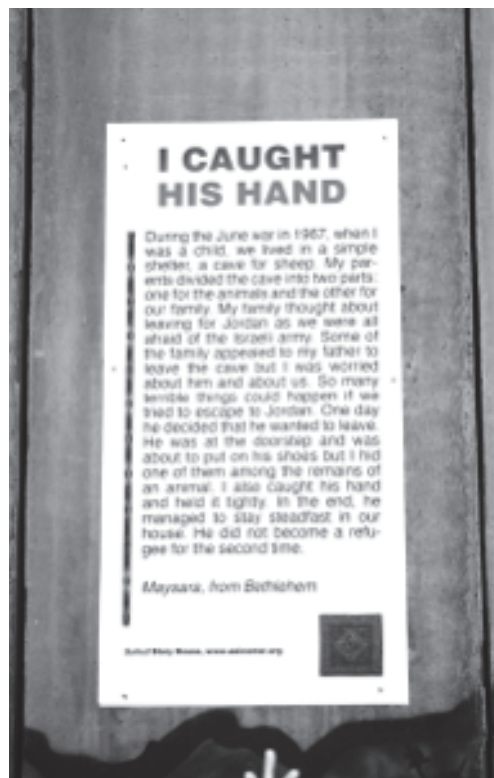 I CAUGHT
HIS HAND
During the June war in 1967, when I
was a child, we lived in a simple
shelter, a cave for sheep. My par-
ents divided the cave into two parts:
one for the animals and the other for
our family. My family thought about
leaving for Jordan as we were all
afraid of the Israeli army. Some of
the family appealed to my father to
leave the cave but I was worried
about him and about us. So many
terrible things could happen if we
tried to escape to Jordan. One day
he decided that he wanted to leave.
He was at the doorstep and was
about to put on his shoes but I hid
one of them among the remains of
an animal. I also caught his hand
and held it tightly. In the end, he
managed to stay steadfast in our
house. He did not become a refu-
gee for the second time.
Maysara, from Bethlehem
Story House,